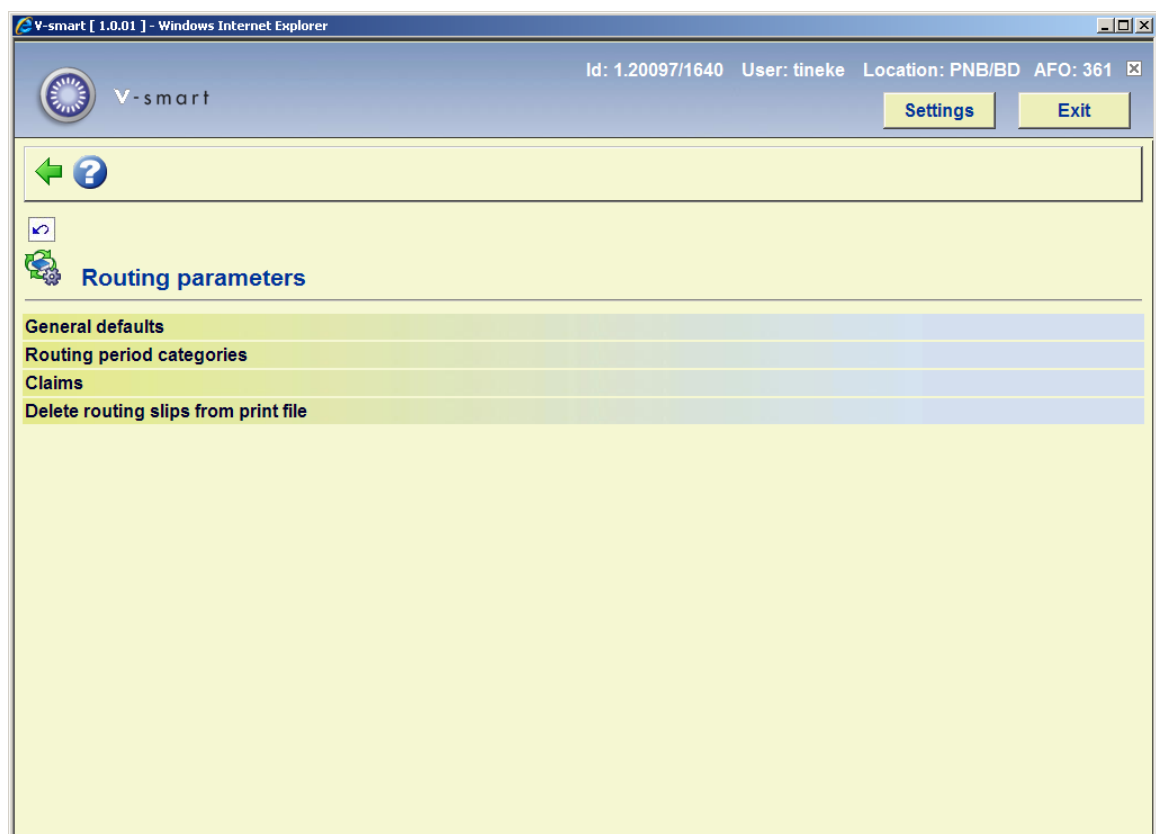 V-smart [ 1.0.01 ] - Windows Internet Explorer
Id: 1.20097/1640 User: tineke Location: PNB/BD AFO: 361
V-smart
Settings Exit
?
Routing parameters
General defaults
Routing period categories
Claims
Delete routing slips from print file